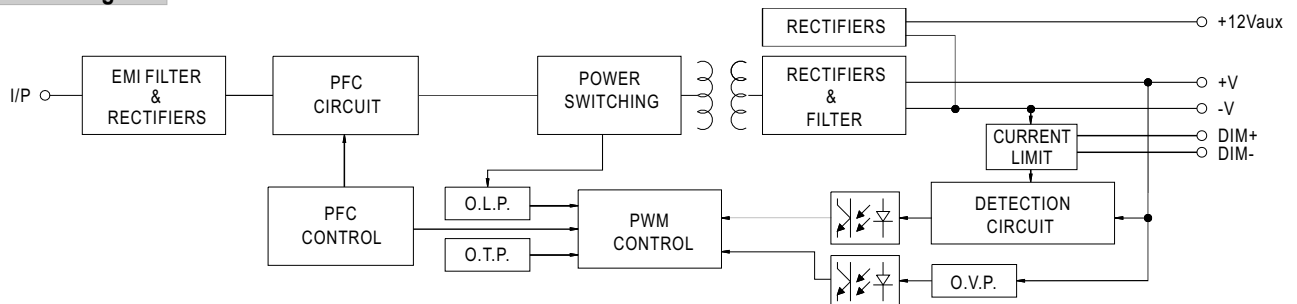 RECTIFIERS
+12Vaux
I/P
EMI FILTER
&
RECTIFIERS
PFC
CIRCUIT
POWER
SWITCHING
RECTIFIERS
&
FILTER
+V
-V
CURRENT
LIMIT
DIM+
DIM-
PFC
CONTROL
O.L.P.
O.T.P.
PWM
CONTROL
DETECTION
CIRCUIT
O.V.P.